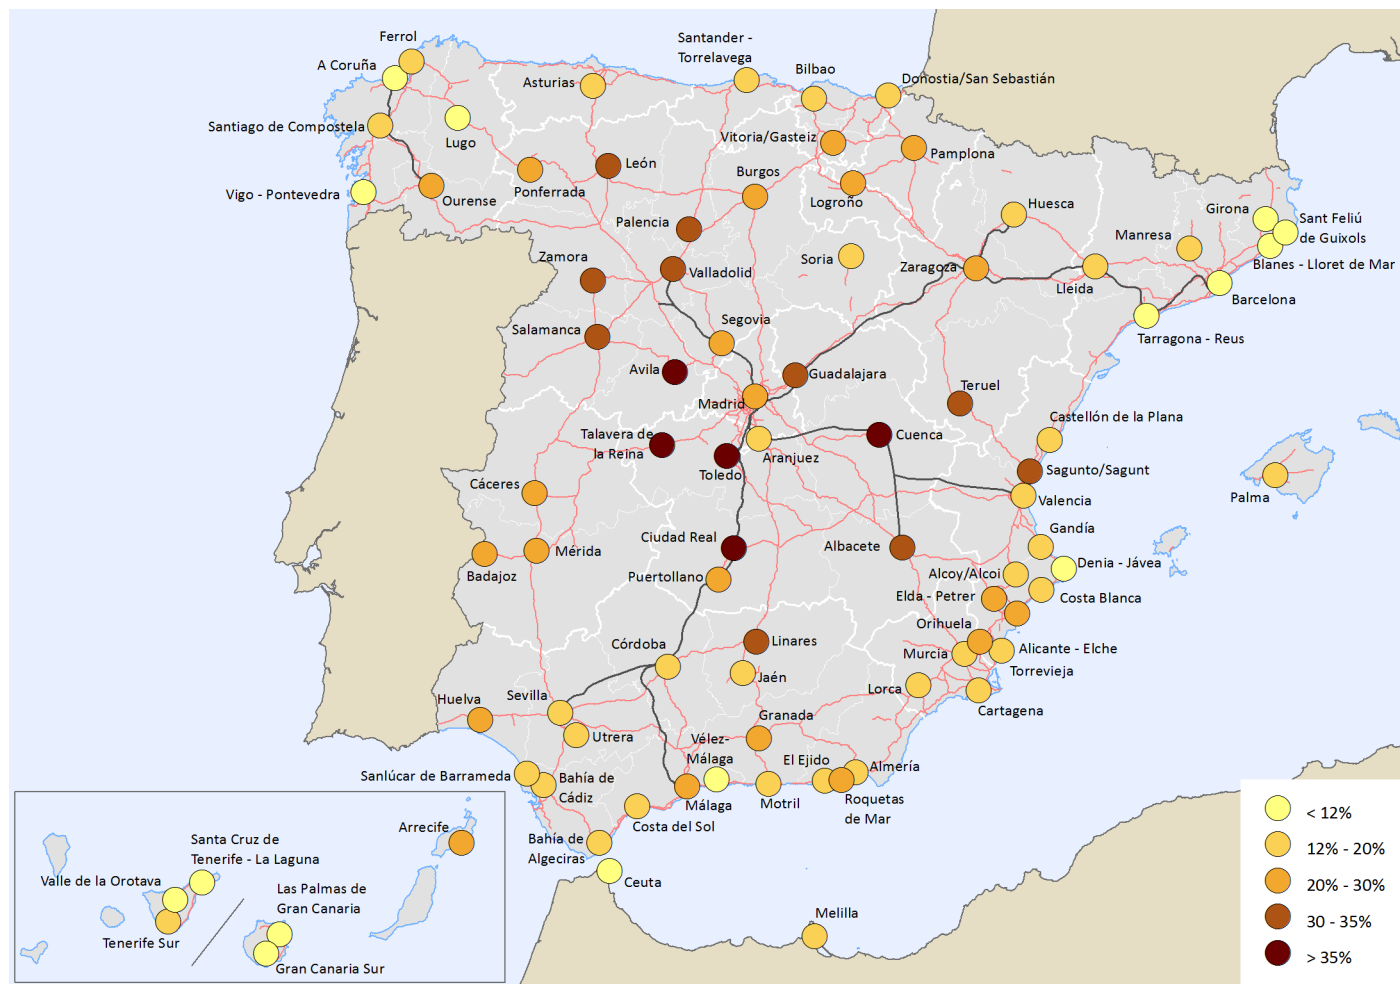 Ferrol
A Coruña
Santander -
Torrelavega
Asturias
Bilbao
Donostia/San Sebastián
Santiago de Compostela
Lugo
Vitoria/Gasteiz
Pamplona
León
Ponferrada
Burgos
Logroño
Vigo - Pontevedra
Ourense
Huesca
Girona
Sant Feliú
de Guixols
Palencia
Manresa
Zamora
Valladolid
Soria
Zaragoza
Lleida
Blanes - Lloret de Mar
Barcelona
Salamanca
Segovia
Tarragona - Reus
Avila
Guadalajara
Teruel
Madrid
Castellón de la Plana
Talavera de
la Reina
Cuenca
Aranjuez
Toledo
Sagunto/Sagunt
Cáceres
Valencia
Palma
Gandía
Ciudad Real
Albacete
Mérida
Badajoz
Denia - Jávea
Puertollano
Alcoy/Alcoi
Elda - Petrer
Costa Blanca
Orihuela
Córdoba
Linares
Murcia
Alicante - Elche
Torrevieja
Jaén
Lorca
Huelva
Sevilla
Cartagena
Granada
Utrera
Vélez-
Málaga
El Ejido
Almería
Sanlúcar de Barrameda
Bahía de
Cádiz
Málaga
Motril
Roquetas
de Mar
Costa del Sol
Arrecife
Bahía de
Algeciras
Santa Cruz de
Tenerife - La Laguna
Valle de la Orotava
Ceuta
Las Palmas de
Gran Canaria
Melilla
Tenerife Sur
Gran Canaria Sur
< 12%
12% - 20%
20% - 30%
30 - 35%
> 35%